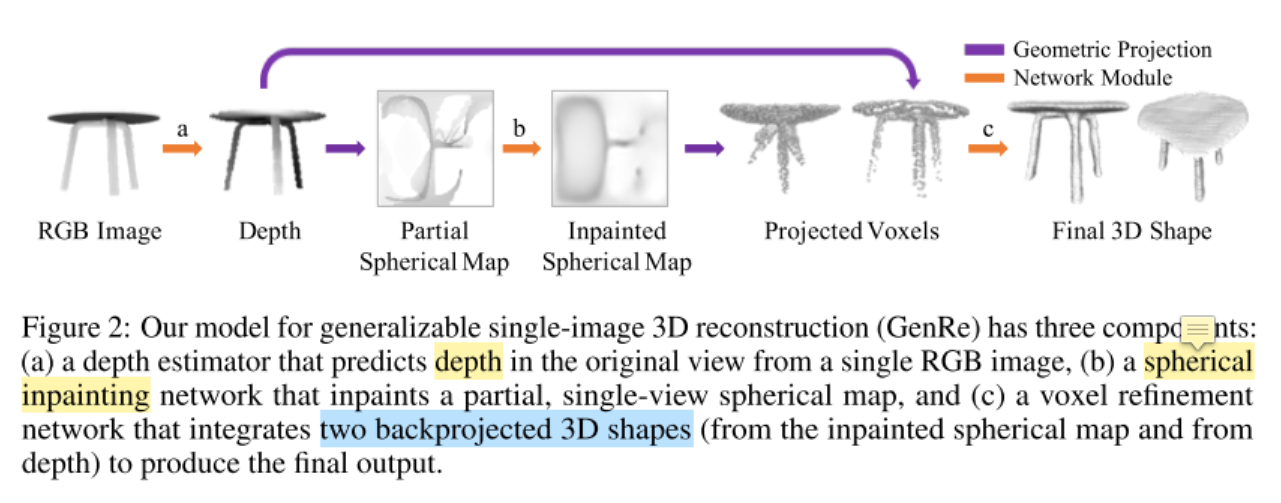 Geometric Projection
Network Module
a
b
c
RGB Image
Depth
Partial
Spherical Map
Inpainted
Spherical Map
Projected Voxels
Final 3D Shape
Figure 2: Our model for generalizable single-image 3D reconstruction (GenRe) has three
(a) a depth estimator that predicts depth in the original view from a single RGB image, (b) a spherical
inpainting network that inpaints a partial, single-view spherical map, and (c) a voxel refinement
network that integrates two backprojected 3D shapes (from the inpainted spherical map and from
depth) to produce the final output.